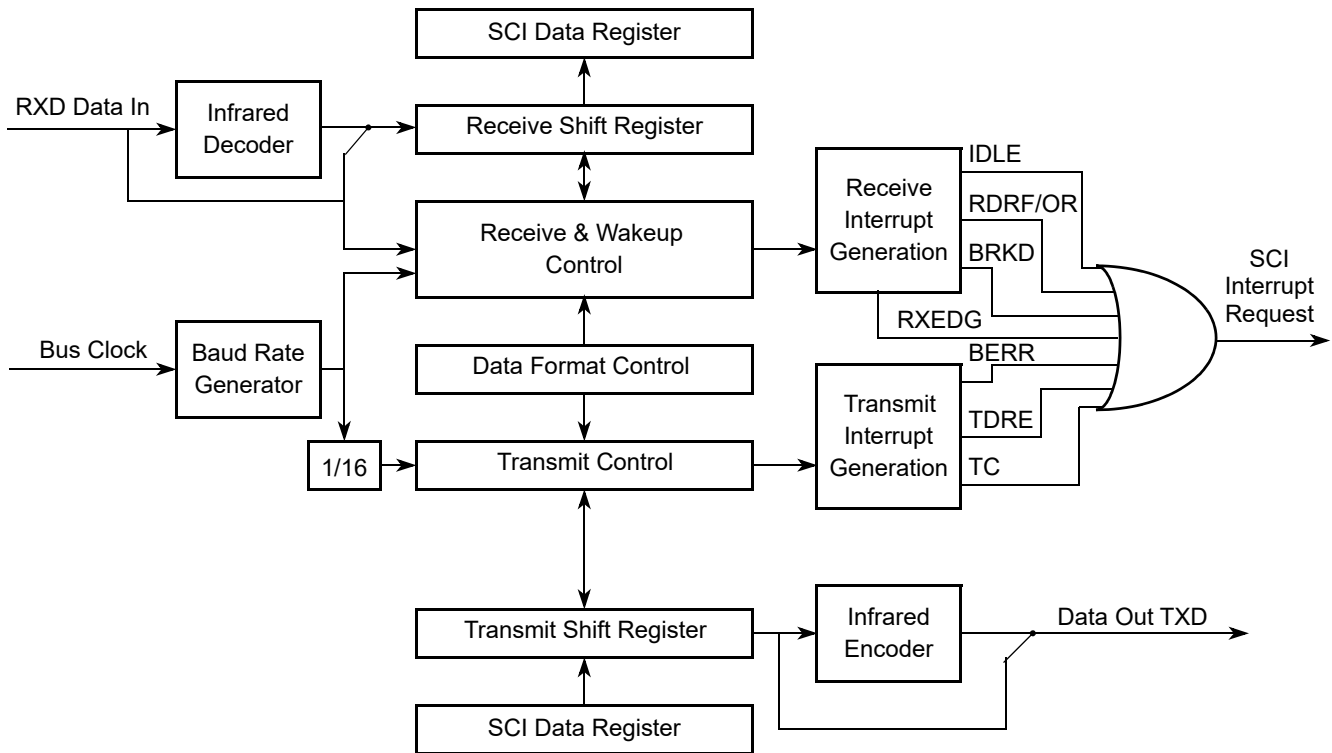 SCI Data Register
RXD Data In
Infrared
Decoder
Receive Shift Register
Receive & Wakeup
Control
Receive
Interrupt
Generation
IDLE
RDRF/OR
BRKD
RXEDG
SCI
Interrupt
Request
Bus Clock
Baud Rate
Generator
Data Format Control
BERR
Transmit
Interrupt
Generation
TDRE
TC
1/16
Transmit Control
Transmit Shift Register
Infrared
Encoder
Data Out TXD
SCI Data Register